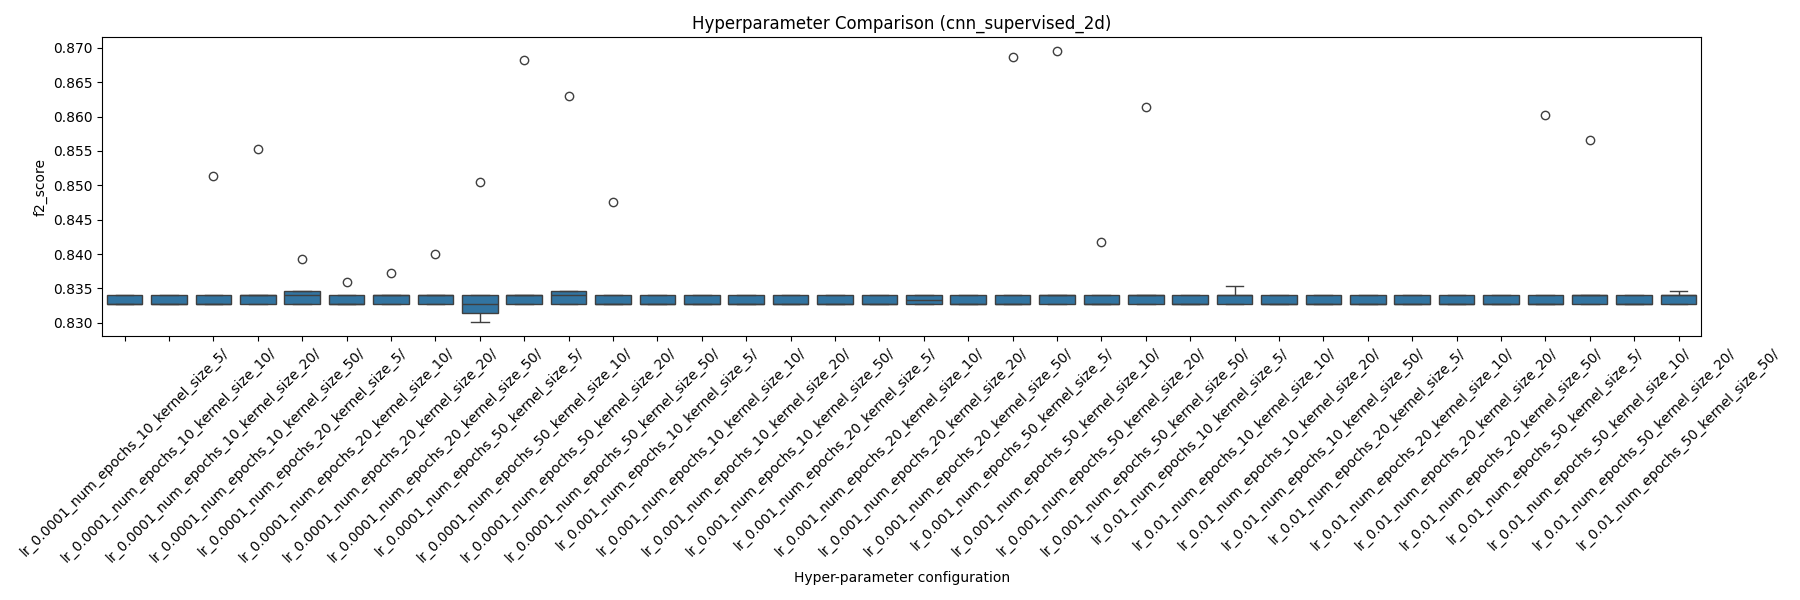 Hyperparameter Comparison (cnn_supervised_2d)
f2_score
0.870
0.865
0.860
0.855
0.850
0.845
0.840
0.835
0.830
lr_0.0001_num_epochs_10_kernel_size_5/
lr_0.0001_num_epochs_10_kernel_size_10/
lr_0.0001_num_epochs_10_kernel_size_20/
lr_0.0001_num_epochs_10_kernel_size_50/
lr_0.0001_num_epochs_20_kernel_size_5/
lr_0.0001_num_epochs_20_kernel_size_10/
lr_0.0001_num_epochs_20_kernel_size_20/
lr_0.0001_num_epochs_20_kernel_size_50/
lr_0.0001_num_epochs_50_kernel_size_5/
lr_0.0001_num_epochs_50_kernel_size_10/
lr_0.0001_num_epochs_50_kernel_size_20/
lr_0.0001_num_epochs_50_kernel_size_50/
lr_0.001_num_epochs_10_kernel_size_5/
lr_0.001_num_epochs_10_kernel_size_10/
lr_0.001_num_epochs_10_kernel_size_20/
lr_0.001_num_epochs_10_kernel_size_50/
lr_0.001_num_epochs_20_kernel_size_5/
lr_0.001_num_epochs_20_kernel_size_10/
lr_0.001_num_epochs_20_kernel_size_20/
lr_0.001_num_epochs_20_kernel_size_50/
lr_0.001_num_epochs_50_kernel_size_5/
lr_0.001_num_epochs_50_kernel_size_10/
lr_0.001_num_epochs_50_kernel_size_20/
lr_0.001_num_epochs_50_kernel_size_50/
lr_0.01_num_epochs_10_kernel_size_5/
lr_0.01_num_epochs_10_kernel_size_10/
lr_0.01_num_epochs_10_kernel_size_20/
lr_0.01_num_epochs_10_kernel_size_50/
lr_0.01_num_epochs_20_kernel_size_5/
lr_0.01_num_epochs_20_kernel_size_10/
lr_0.01_num_epochs_20_kernel_size_20/
lr_0.01_num_epochs_20_kernel_size_50/
lr_0.01_num_epochs_50_kernel_size_5/
lr_0.01_num_epochs_50_kernel_size_10/
lr_0.01_num_epochs_50_kernel_size_20/
lr_0.01_num_epochs_50_kernel_size_50/
Hyper-parameter configuration